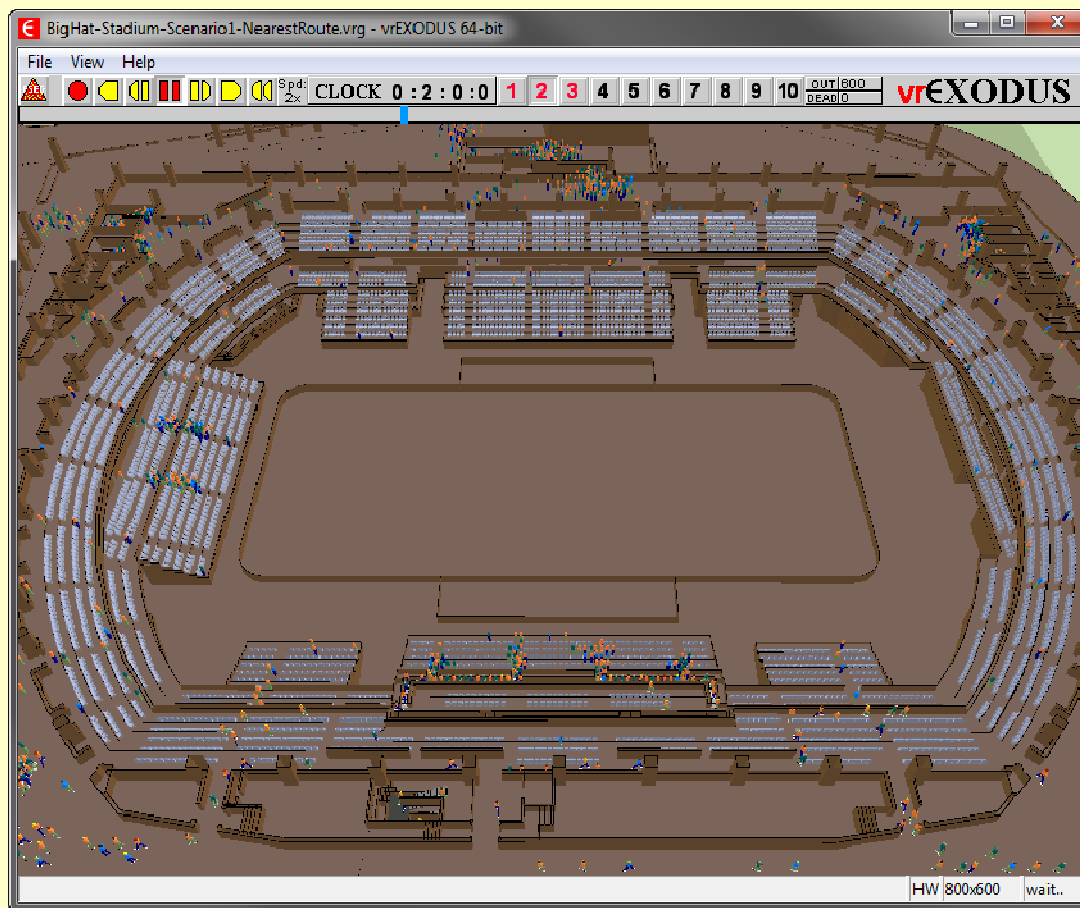 BigHat-Stadium-Scenario1-NearestRoute.vrg - vrEXODUS 64-bit
File View Help
Spd: 2x CLOCK 0:2:0:0 1 2 3 4 5 6 7 8 9 10 OUT 600 vrEXODUS
DEAD 0
HW 800x600 wait..